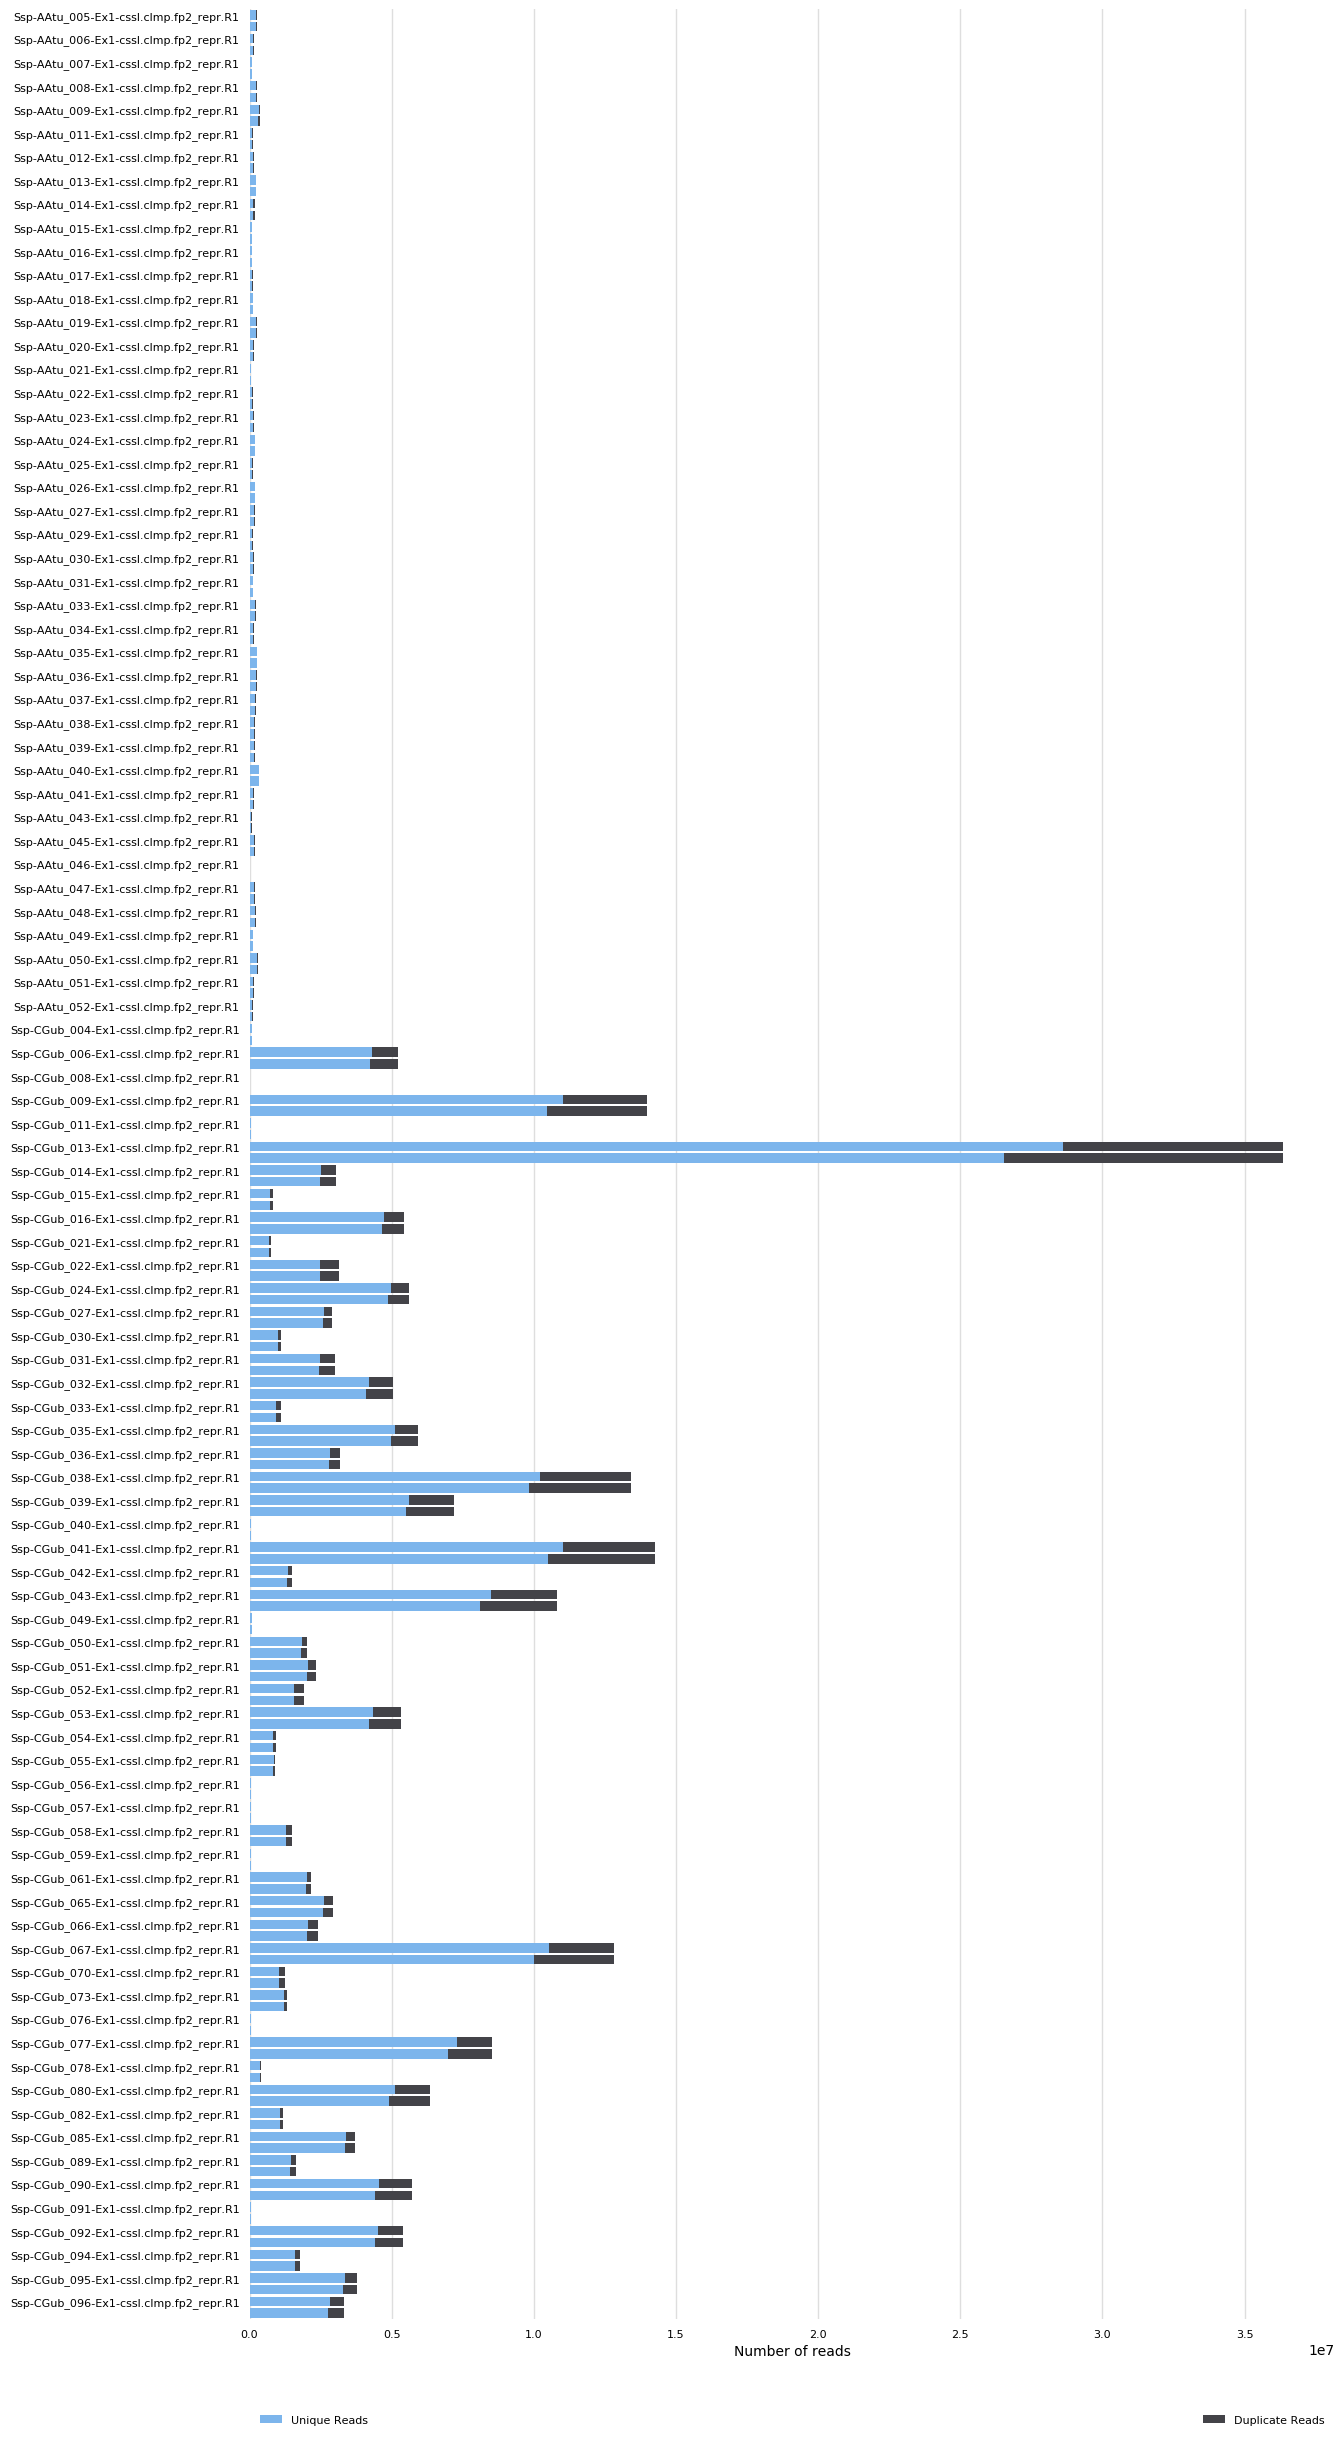 Ssp-AAtu_005-Ex1-cssl.clmp.fp2_repr.R1
Ssp-AAtu_006-Ex1-cssl.clmp.fp2_repr.R1
Ssp-AAtu_007-Ex1-cssl.clmp.fp2_repr.R1
Ssp-AAtu_008-Ex1-cssl.clmp.fp2_repr.R1
Ssp-AAtu_009-Ex1-cssl.clmp.fp2_repr.R1
Ssp-AAtu_011-Ex1-cssl.clmp.fp2_repr.R1
Ssp-AAtu_012-Ex1-cssl.clmp.fp2_repr.R1
Ssp-AAtu_013-Ex1-cssl.clmp.fp2_repr.R1
Ssp-AAtu_014-Ex1-cssl.clmp.fp2_repr.R1
Ssp-AAtu_015-Ex1-cssl.clmp.fp2_repr.R1
Ssp-AAtu_016-Ex1-cssl.clmp.fp2_repr.R1
Ssp-AAtu_017-Ex1-cssl.clmp.fp2_repr.R1
Ssp-AAtu_018-Ex1-cssl.clmp.fp2_repr.R1
Ssp-AAtu_019-Ex1-cssl.clmp.fp2_repr.R1
Ssp-AAtu_020-Ex1-cssl.clmp.fp2_repr.R1
Ssp-AAtu_021-Ex1-cssl.clmp.fp2_repr.R1
Ssp-AAtu_022-Ex1-cssl.clmp.fp2_repr.R1
Ssp-AAtu_023-Ex1-cssl.clmp.fp2_repr.R1
Ssp-AAtu_024-Ex1-cssl.clmp.fp2_repr.R1
Ssp-AAtu_025-Ex1-cssl.clmp.fp2_repr.R1
Ssp-AAtu_026-Ex1-cssl.clmp.fp2_repr.R1
Ssp-AAtu_027-Ex1-cssl.clmp.fp2_repr.R1
Ssp-AAtu_029-Ex1-cssl.clmp.fp2_repr.R1
Ssp-AAtu_030-Ex1-cssl.clmp.fp2_repr.R1
Ssp-AAtu_031-Ex1-cssl.clmp.fp2_repr.R1
Ssp-AAtu_033-Ex1-cssl.clmp.fp2_repr.R1
Ssp-AAtu_034-Ex1-cssl.clmp.fp2_repr.R1
Ssp-AAtu_035-Ex1-cssl.clmp.fp2_repr.R1
Ssp-AAtu_036-Ex1-cssl.clmp.fp2_repr.R1
Ssp-AAtu_037-Ex1-cssl.clmp.fp2_repr.R1
Ssp-AAtu_038-Ex1-cssl.clmp.fp2_repr.R1
Ssp-AAtu_039-Ex1-cssl.clmp.fp2_repr.R1
Ssp-AAtu_040-Ex1-cssl.clmp.fp2_repr.R1
Ssp-AAtu_041-Ex1-cssl.clmp.fp2_repr.R1
Ssp-AAtu_043-Ex1-cssl.clmp.fp2_repr.R1
Ssp-AAtu_045-Ex1-cssl.clmp.fp2_repr.R1
Ssp-AAtu_046-Ex1-cssl.clmp.fp2_repr.R1
Ssp-AAtu_047-Ex1-cssl.clmp.fp2_repr.R1
Ssp-AAtu_048-Ex1-cssl.clmp.fp2_repr.R1
Ssp-AAtu_049-Ex1-cssl.clmp.fp2_repr.R1
Ssp-AAtu_050-Ex1-cssl.clmp.fp2_repr.R1
Ssp-AAtu_051-Ex1-cssl.clmp.fp2_repr.R1
Ssp-AAtu_052-Ex1-cssl.clmp.fp2_repr.R1
Ssp-CGub_004-Ex1-cssl.clmp.fp2_repr.R1
Ssp-CGub_006-Ex1-cssl.clmp.fp2_repr.R1
Ssp-CGub_008-Ex1-cssl.clmp.fp2_repr.R1
Ssp-CGub_009-Ex1-cssl.clmp.fp2_repr.R1
Ssp-CGub_011-Ex1-cssl.clmp.fp2_repr.R1
Ssp-CGub_013-Ex1-cssl.clmp.fp2_repr.R1
Ssp-CGub_014-Ex1-cssl.clmp.fp2_repr.R1
Ssp-CGub_015-Ex1-cssl.clmp.fp2_repr.R1
Ssp-CGub_016-Ex1-cssl.clmp.fp2_repr.R1
Ssp-CGub_021-Ex1-cssl.clmp.fp2_repr.R1
Ssp-CGub_022-Ex1-cssl.clmp.fp2_repr.R1
Ssp-CGub_024-Ex1-cssl.clmp.fp2_repr.R1
Ssp-CGub_027-Ex1-cssl.clmp.fp2_repr.R1
Ssp-CGub_030-Ex1-cssl.clmp.fp2_repr.R1
Ssp-CGub_031-Ex1-cssl.clmp.fp2_repr.R1
Ssp-CGub_032-Ex1-cssl.clmp.fp2_repr.R1
Ssp-CGub_033-Ex1-cssl.clmp.fp2_repr.R1
Ssp-CGub_035-Ex1-cssl.clmp.fp2_repr.R1
Ssp-CGub_036-Ex1-cssl.clmp.fp2_repr.R1
Ssp-CGub_038-Ex1-cssl.clmp.fp2_repr.R1
Ssp-CGub_039-Ex1-cssl.clmp.fp2_repr.R1
Ssp-CGub_040-Ex1-cssl.clmp.fp2_repr.R1
Ssp-CGub_041-Ex1-cssl.clmp.fp2_repr.R1
Ssp-CGub_042-Ex1-cssl.clmp.fp2_repr.R1
Ssp-CGub_043-Ex1-cssl.clmp.fp2_repr.R1
Ssp-CGub_049-Ex1-cssl.clmp.fp2_repr.R1
Ssp-CGub_050-Ex1-cssl.clmp.fp2_repr.R1
Ssp-CGub_051-Ex1-cssl.clmp.fp2_repr.R1
Ssp-CGub_052-Ex1-cssl.clmp.fp2_repr.R1
Ssp-CGub_053-Ex1-cssl.clmp.fp2_repr.R1
Ssp-CGub_054-Ex1-cssl.clmp.fp2_repr.R1
Ssp-CGub_055-Ex1-cssl.clmp.fp2_repr.R1
Ssp-CGub_056-Ex1-cssl.clmp.fp2_repr.R1
Ssp-CGub_057-Ex1-cssl.clmp.fp2_repr.R1
Ssp-CGub_058-Ex1-cssl.clmp.fp2_repr.R1
Ssp-CGub_059-Ex1-cssl.clmp.fp2_repr.R1
Ssp-CGub_061-Ex1-cssl.clmp.fp2_repr.R1
Ssp-CGub_065-Ex1-cssl.clmp.fp2_repr.R1
Ssp-CGub_066-Ex1-cssl.clmp.fp2_repr.R1
Ssp-CGub_067-Ex1-cssl.clmp.fp2_repr.R1
Ssp-CGub_070-Ex1-cssl.clmp.fp2_repr.R1
Ssp-CGub_073-Ex1-cssl.clmp.fp2_repr.R1
Ssp-CGub_076-Ex1-cssl.clmp.fp2_repr.R1
Ssp-CGub_077-Ex1-cssl.clmp.fp2_repr.R1
Ssp-CGub_078-Ex1-cssl.clmp.fp2_repr.R1
Ssp-CGub_080-Ex1-cssl.clmp.fp2_repr.R1
Ssp-CGub_082-Ex1-cssl.clmp.fp2_repr.R1
Ssp-CGub_085-Ex1-cssl.clmp.fp2_repr.R1
Ssp-CGub_089-Ex1-cssl.clmp.fp2_repr.R1
Ssp-CGub_090-Ex1-cssl.clmp.fp2_repr.R1
Ssp-CGub_091-Ex1-cssl.clmp.fp2_repr.R1
Ssp-CGub_092-Ex1-cssl.clmp.fp2_repr.R1
Ssp-CGub_094-Ex1-cssl.clmp.fp2_repr.R1
Ssp-CGub_095-Ex1-cssl.clmp.fp2_repr.R1
Ssp-CGub_096-Ex1-cssl.clmp.fp2_repr.R1
0.0 0.5 1.0 1.5 2.0 2.5 3.0 3.5
Number of reads 1e7
Unique Reads Duplicate Reads